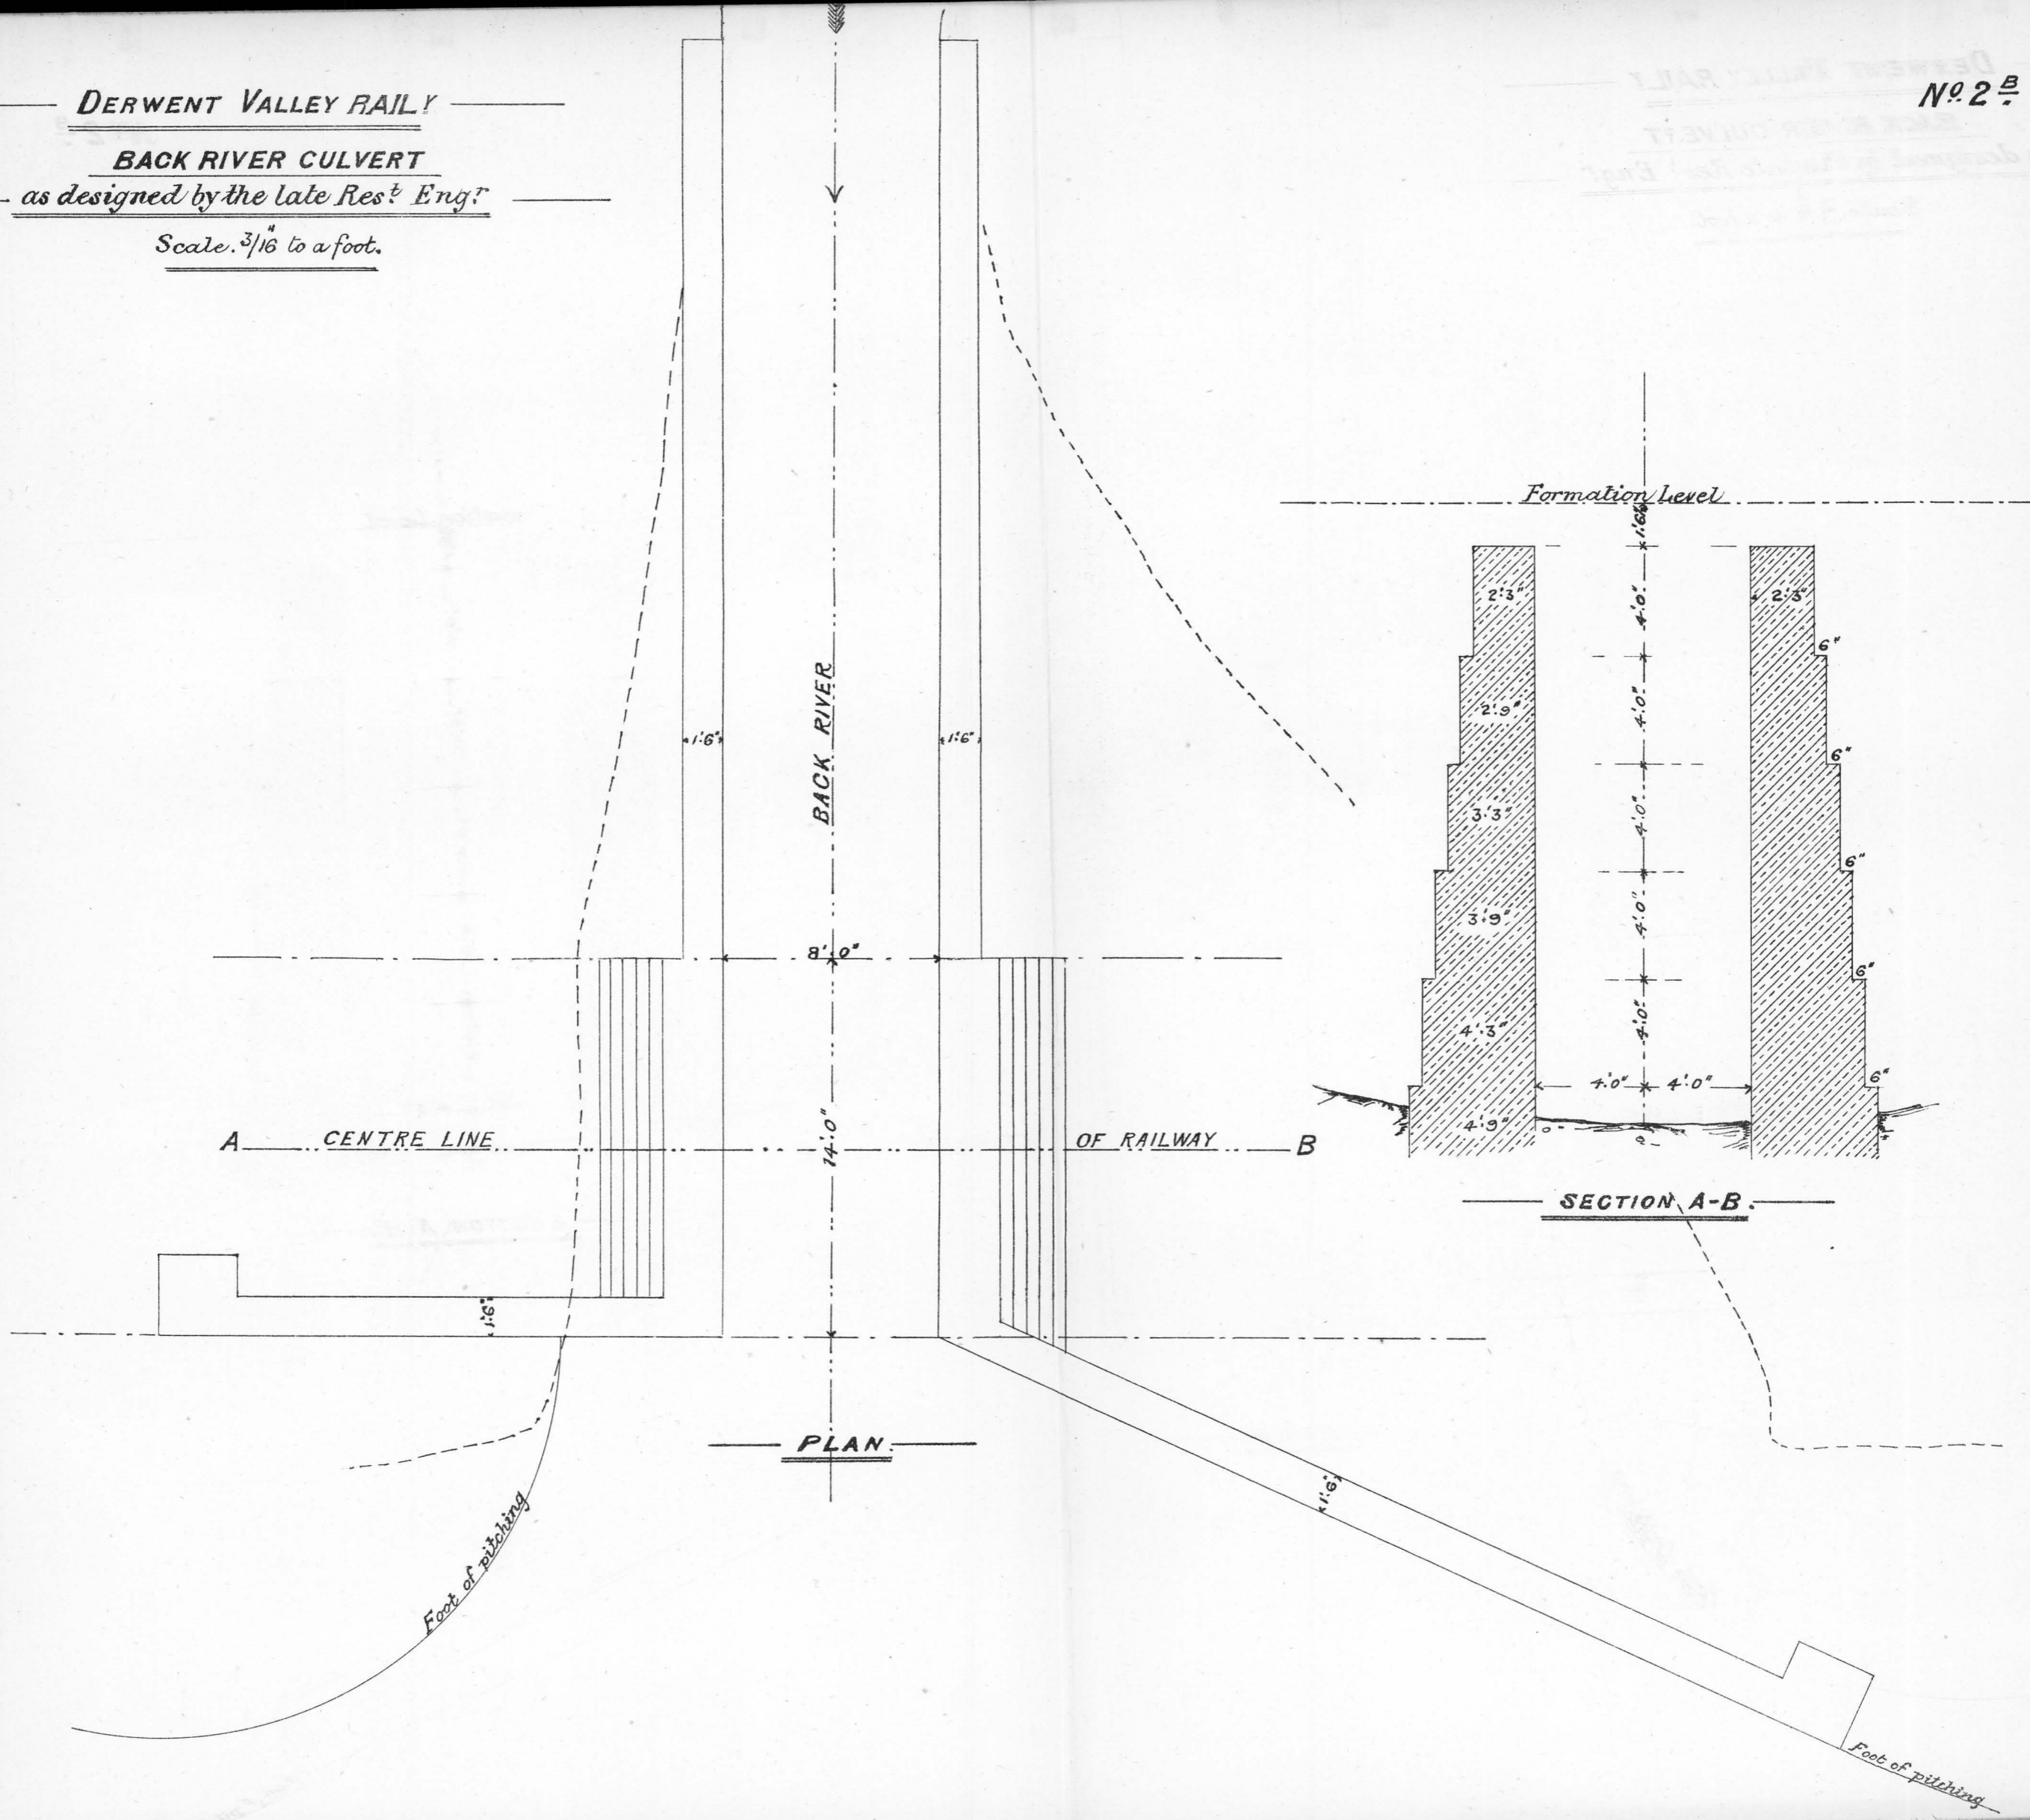 DERWENT VALLEY RAILY
BACK RIVER CULVERT
as designed by the late Rest. Engr
Scale. 3/16" to a foot.
No. 2 B.
Formation Level
1'.6"
4'.0"
2'.3"
2'.3"
6"
4'.0"
2'.9"
6"
4'.0"
3'.3"
6"
4'.0"
3'.9"
6"
4'.0"
4'.3"
6"
4'.0" 4'.0"
4'.9"
SECTION A-B.
BACK RIVER
1'.6"
1'.6"
8'.0"
14'.0"
A CENTRE LINE OF RAILWAY B
1'.6"
PLAN.
1'.6"
Foot of pitching
Foot of pitching